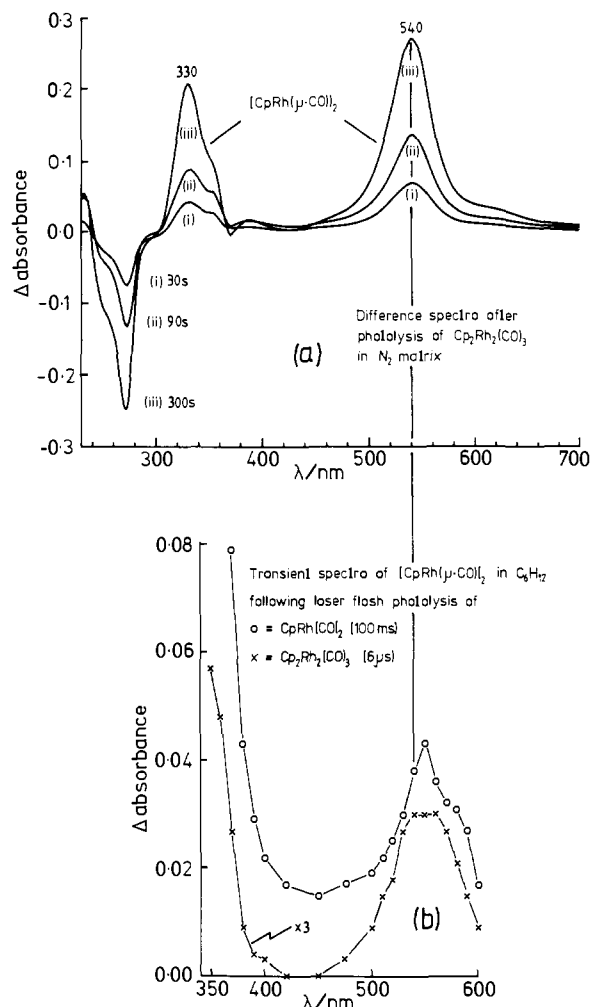 (a)
0·3
0·2
0·1
0·0
-0·1
-0·2
-0·3
Δ absorbance
330
540
(iii)
(iii)
[CpRh(μ-CO)]₂
(ii)
(ii)
(i)
(i)
(i) 30s
(ii) 90s
(iii) 300s
Difference spectra after
photolysis of Cp₂Rh₂(CO)₃
in N₂ matrix
300
400
500
600
700
λ/nm
0·08
0·06
0·04
0·02
0·00
Δ absorbance
Transient spectra of [CpRh(μ-CO)]₂ in C₆H₁₂
following laser flash photolysis of
o = CpRh(CO)₂ (100ms)
x = Cp₂Rh₂(CO)₃ (6μs)
x3
(b)
350
400
500
600
λ/nm